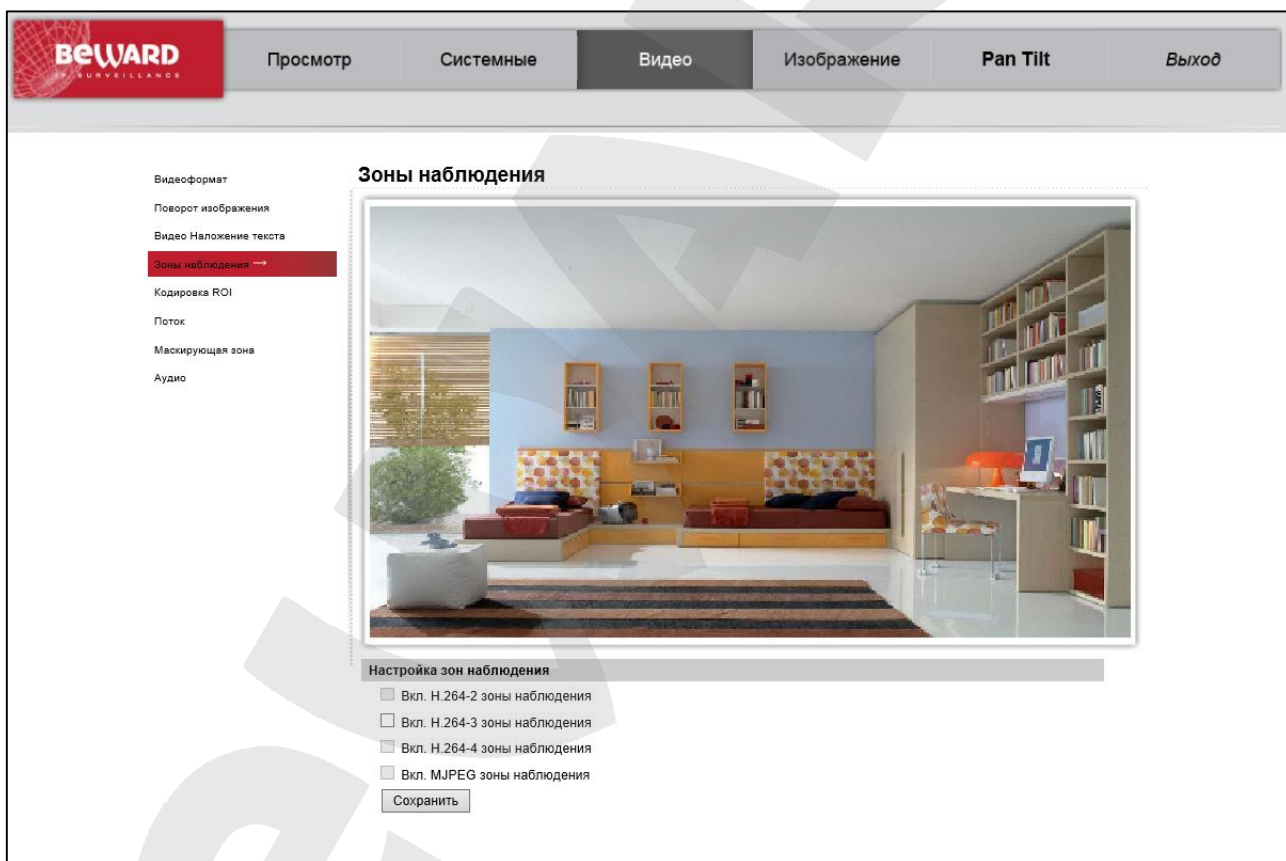 BEWARD
IP SURVEILLANCE
Просмотр
Системные
Видео
Изображение
Pan Tilt
Выход
Видеоформат
Поворот изображения
Видео Наложение текста
Зоны наблюдения →
Кодировка ROI
Поток
Маскирующая зона
Аудио
Зоны наблюдения
Настройка зон наблюдения
Вкл. H.264-2 зоны наблюдения
Вкл. H.264-3 зоны наблюдения
Вкл. H.264-4 зоны наблюдения
Вкл. MJPEG зоны наблюдения
Сохранить